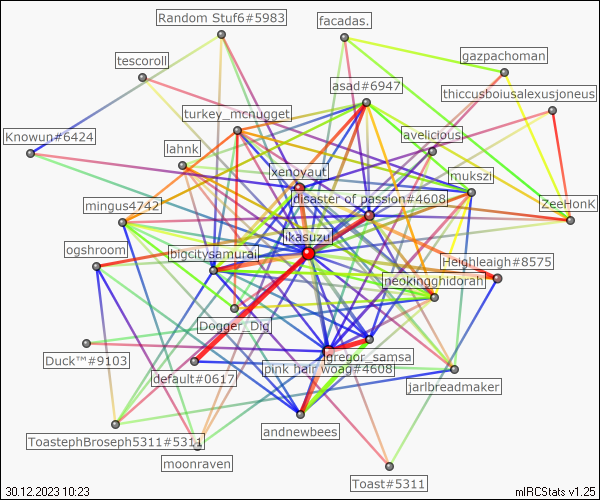 Random Stuf6#5983
facadas.
gazpachoman
tescoroll
asad#6947
thiccusbousalexusjoneus
turkey_mcnugget
Knowun#6424
avelicious
lahnk
xenoyaut
mukszi
disaster of passion#4608
mingus4742
ZeeHonK
ikasuzu
ogshroom
bigcitysamurai
Heighleaigh#8575
neokingghidorah
Dogger_Dig
gregor_samsa
Duck™#9103
pink hair woag#4608
default#0617
jarlbreadmaker
andnewbees
ToastephBroseph5311#5311
moonraven
Toast#5311
30.12.2023 10:23
mIRCStats v1.25